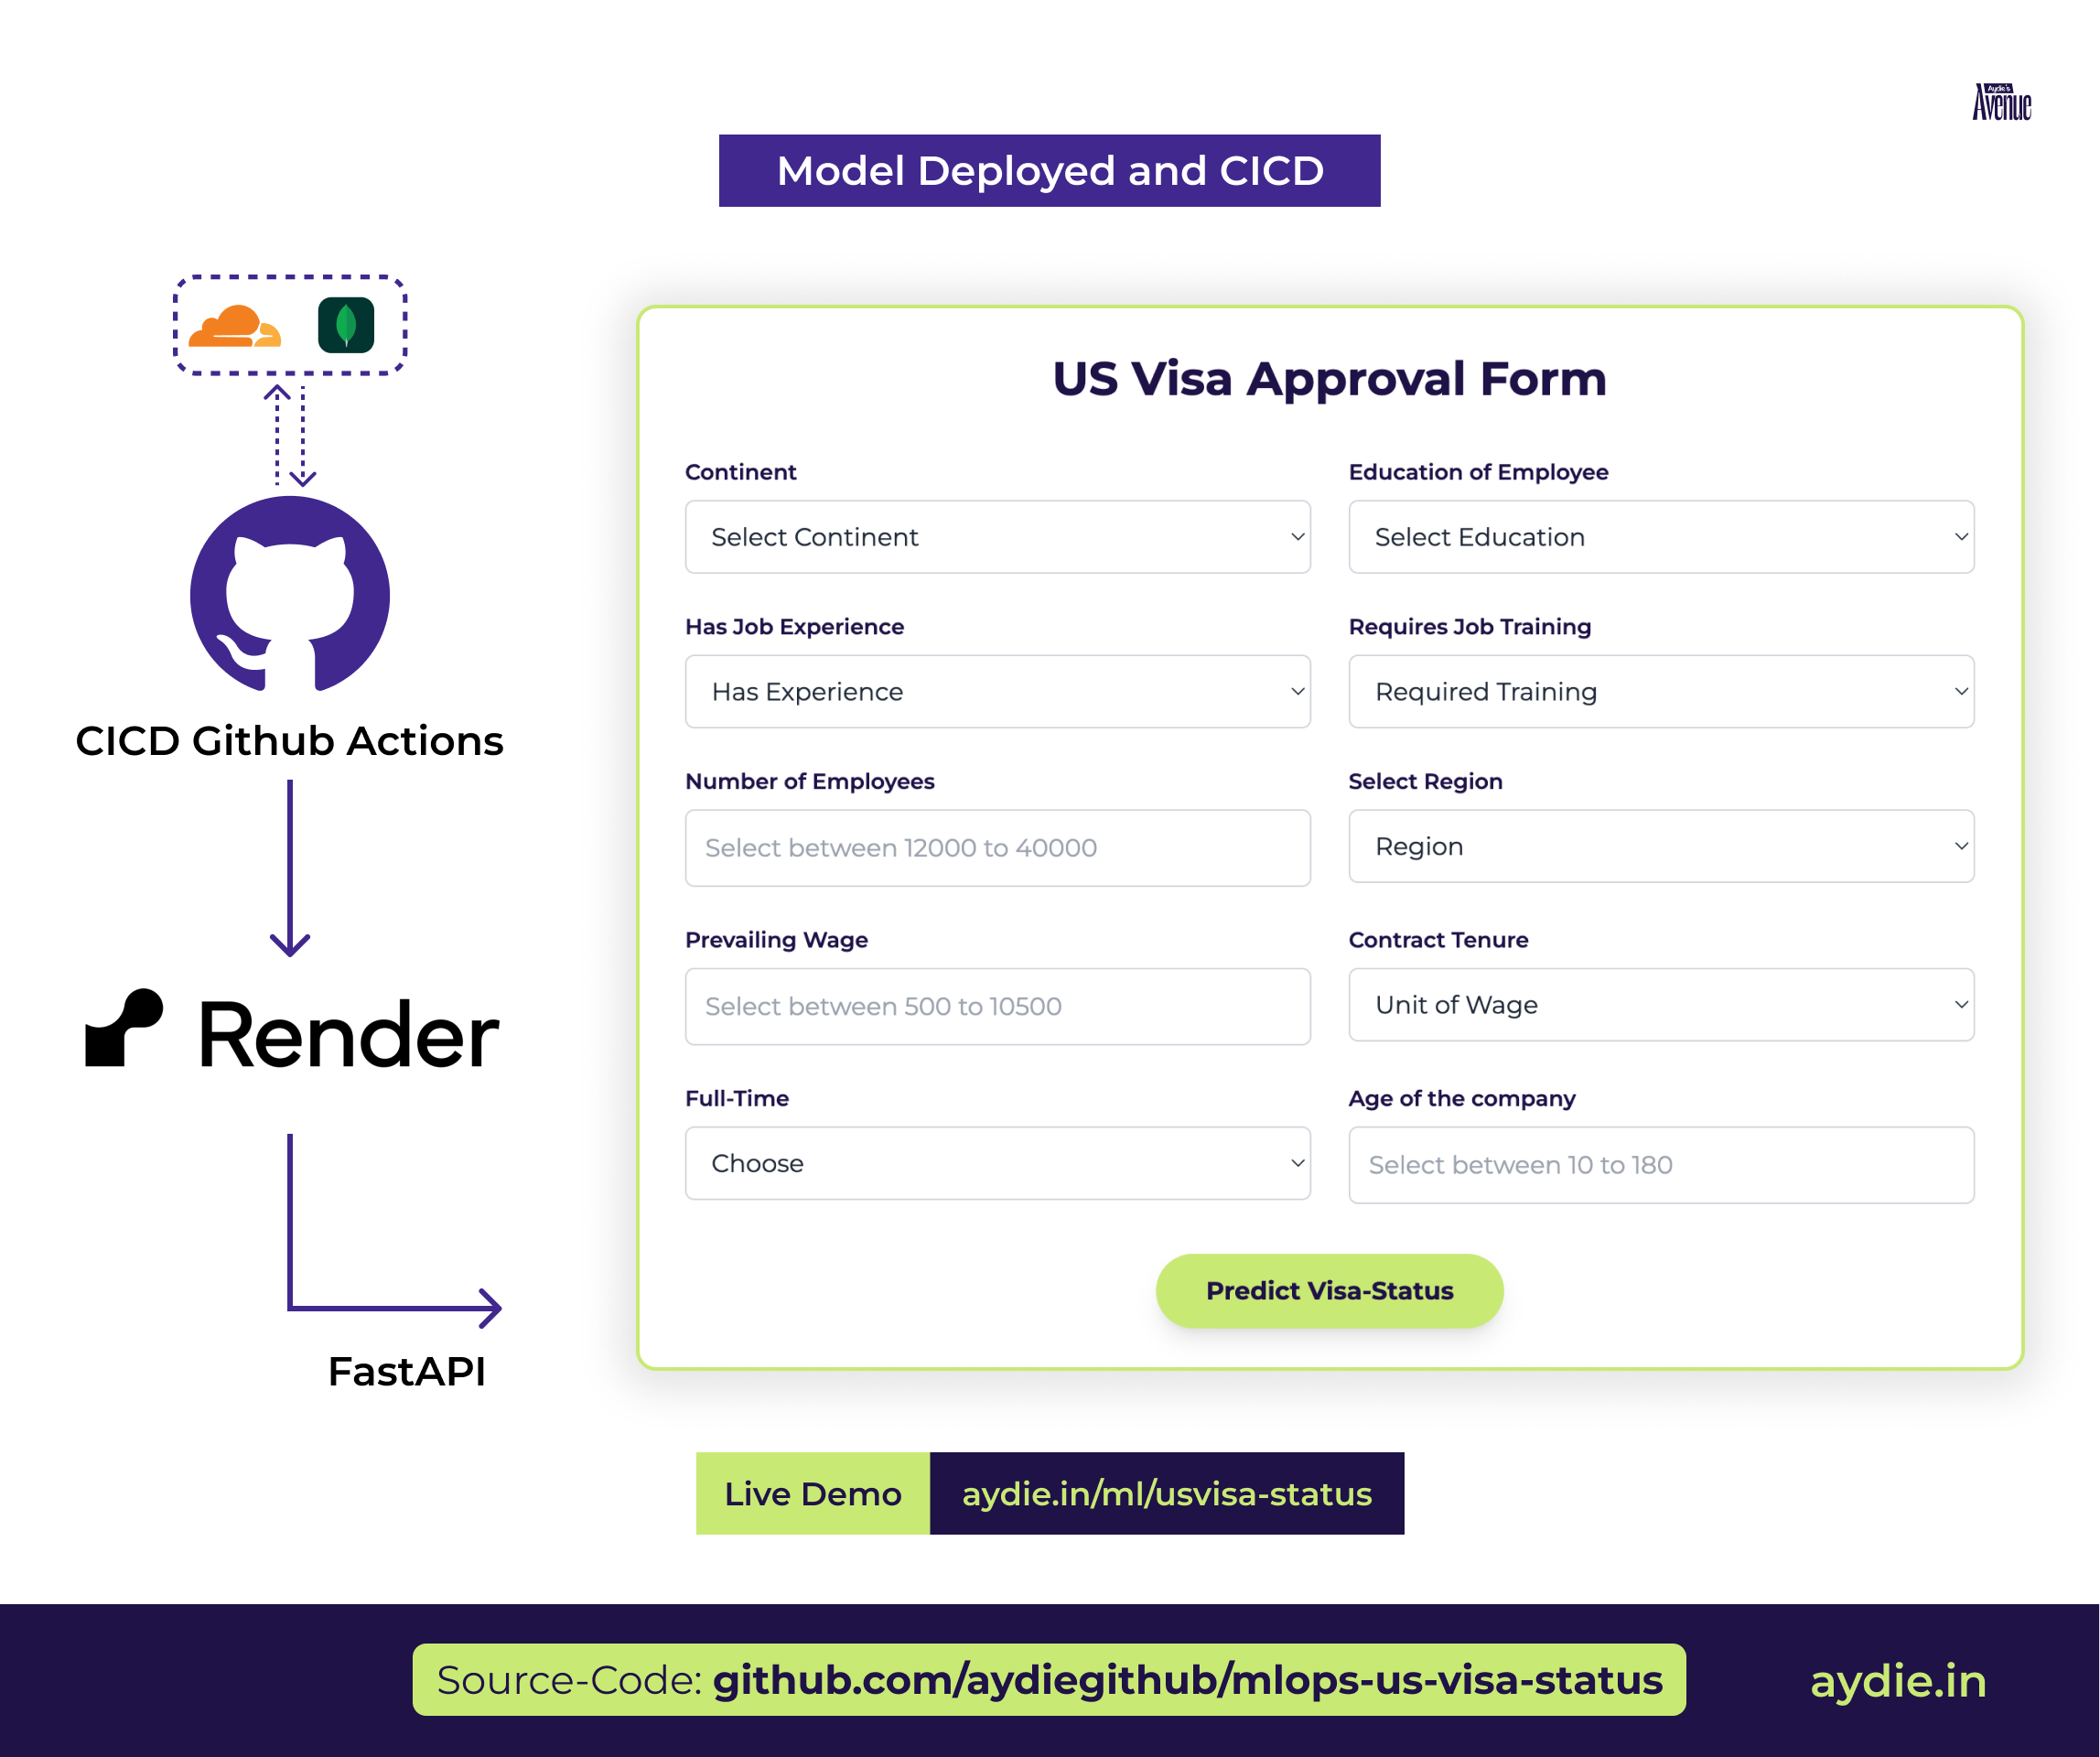 Aydie's
Avenue
Model Deployed and CICD
CICD Github Actions
Render
FastAPI
US Visa Approval Form
Continent
Select Continent
Education of Employee
Select Education
Has Job Experience
Has Experience
Requires Job Training
Required Training
Number of Employees
Select between 12000 to 40000
Select Region
Region
Prevailing Wage
Select between 500 to 10500
Contract Tenure
Unit of Wage
Full-Time
Choose
Age of the company
Select between 10 to 180
Predict Visa-Status
Live Demo
aydie.in/ml/usvisa-status
Source-Code: github.com/aydiegithub/mlops-us-visa-status
aydie.in